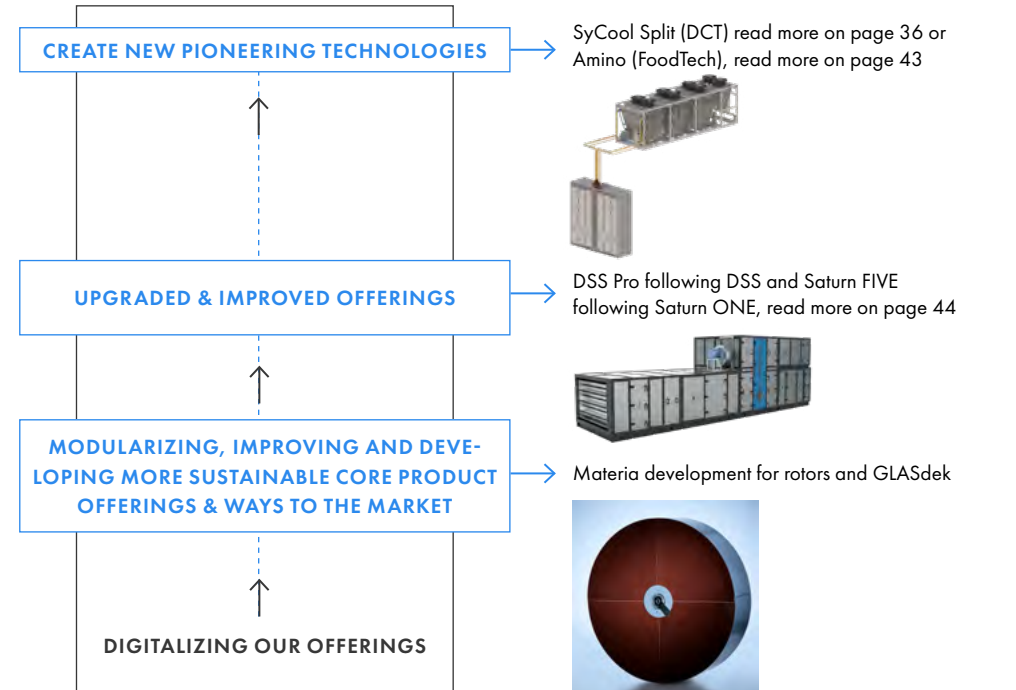 CREATE NEW PIONEERING TECHNOLOGIES
SyCool Split (DCT) read more on page 36 or
Amino (FoodTech), read more on page 43
UPGRADED & IMPROVED OFFERINGS
DSS Pro following DSS and Saturn FIVE
following Saturn ONE, read more on page 44
MODULARIZING, IMPROVING AND DEVE-
LOPING MORE SUSTAINABLE CORE PRODUCT
OFFERINGS & WAYS TO THE MARKET
Materia development for rotors and GLASdek
DIGITALIZING OUR OFFERINGS